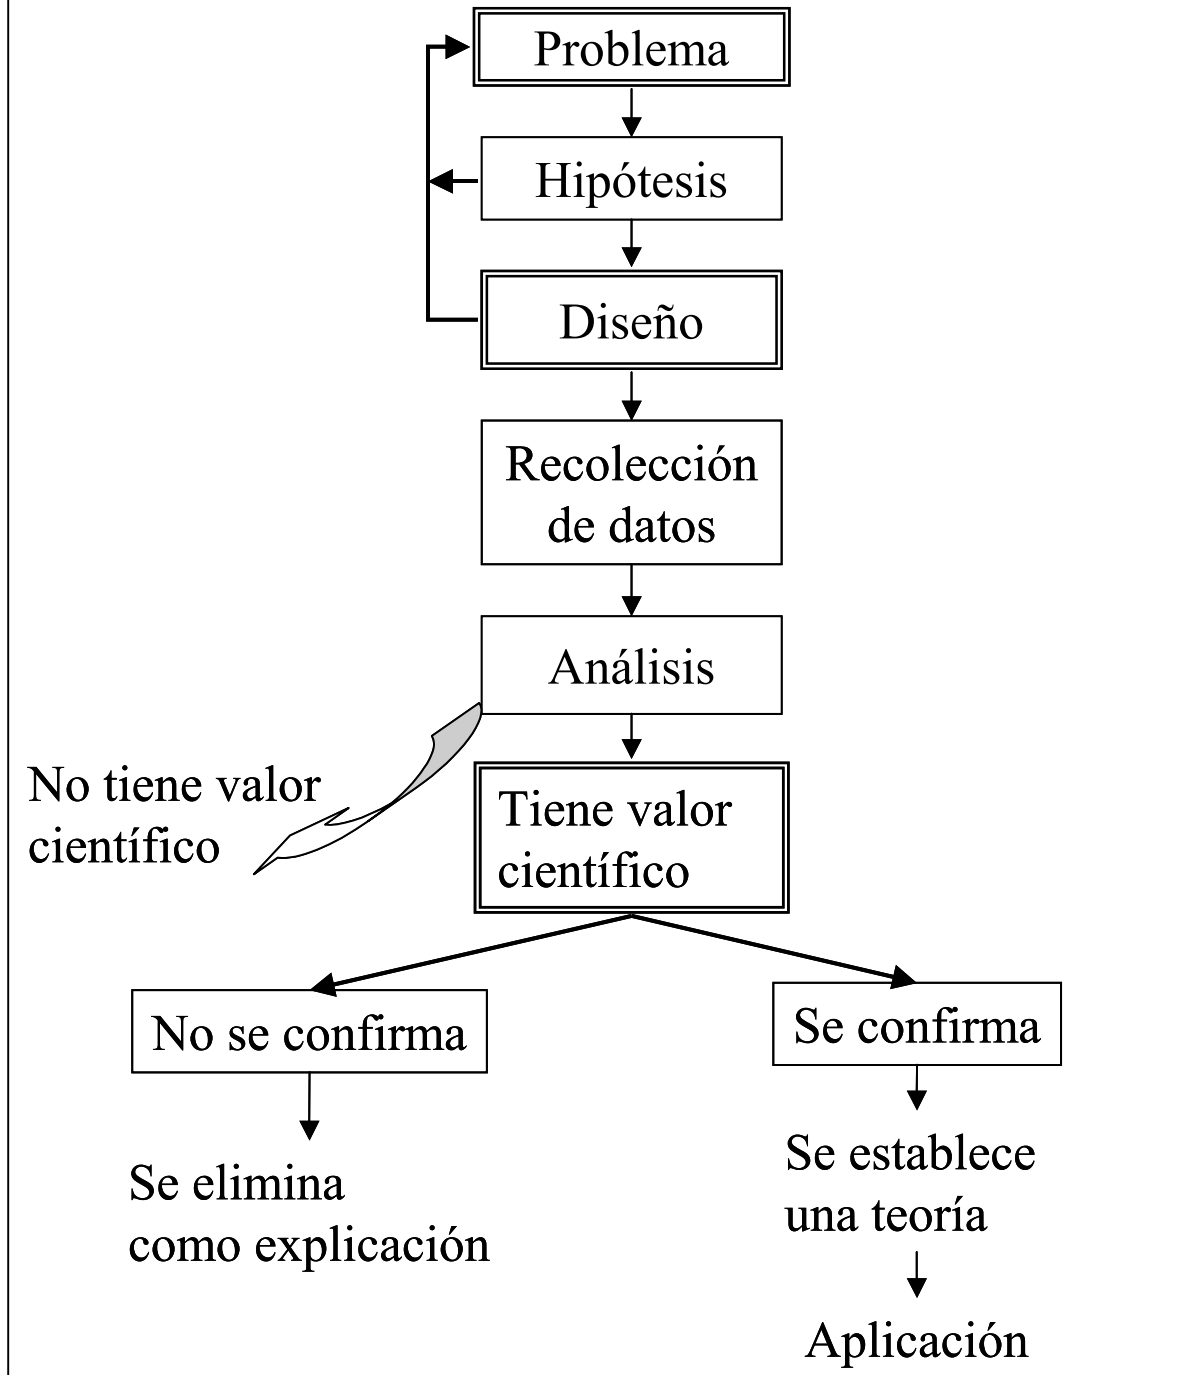 Problema
Hipótesis
Diseño
Recolección
de datos
Análisis
No tiene valor
científico
Tiene valor
científico
No se confirma
Se confirma
Se elimina
como explicación
Se establece
una teoría
Aplicación